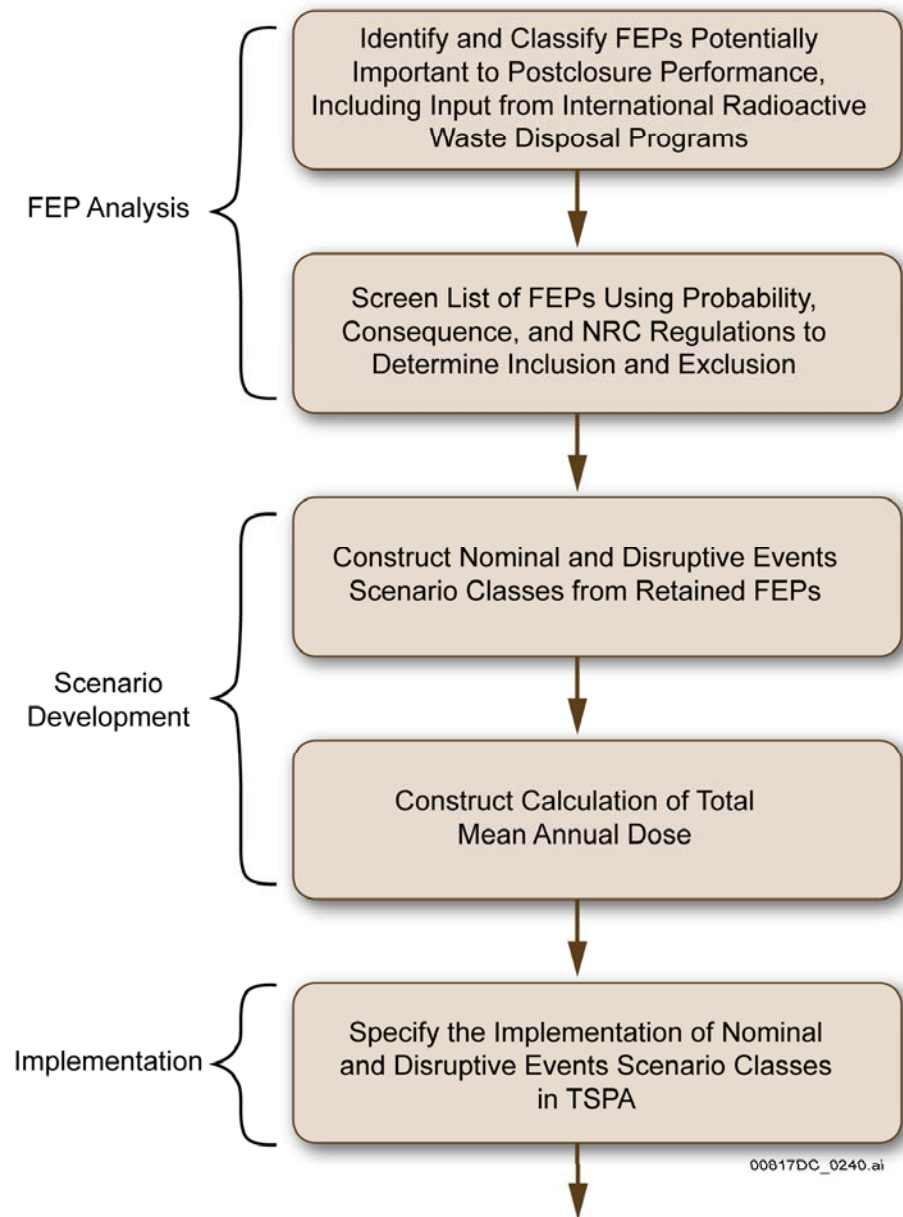 Identify and Classify FEPs Potentially
Important to Postclosure Performance,
Including Input from International Radioactive
Waste Disposal Programs
FEP Analysis
Screen List of FEPs Using Probability,
Consequence, and NRC Regulations to
Determine Inclusion and Exclusion
Construct Nominal and Disruptive Events
Scenario Classes from Retained FEPs
Scenario
Development
Construct Calculation of Total
Mean Annual Dose
Implementation
Specify the Implementation of Nominal
and Disruptive Events Scenario Classes
in TSPA
00817DC_0240.ai